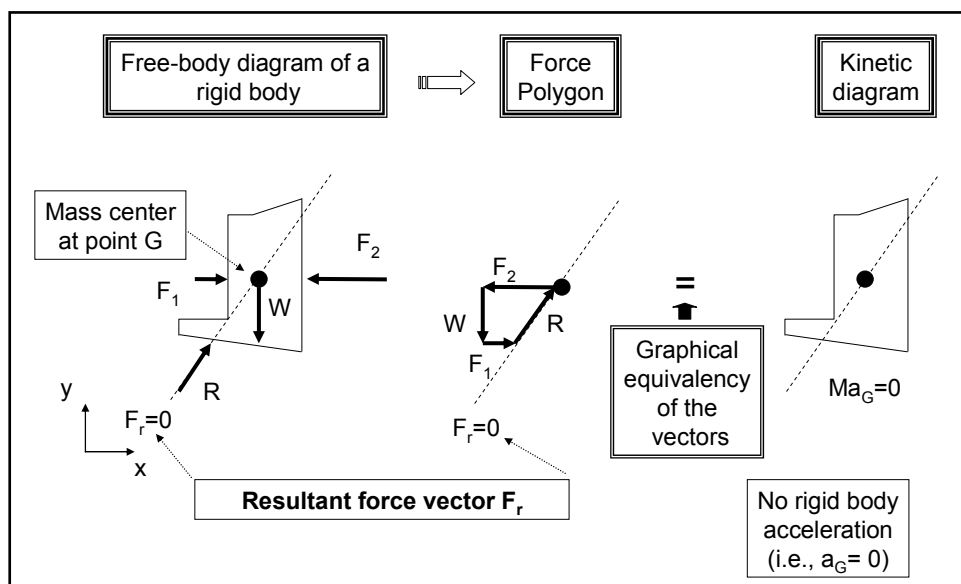 Free-body diagram of a
rigid body
Force
Polygon
Kinetic
diagram
Mass center
at point G
F₁
W
F₂
R
F₂
W
F₁
R
=
Graphical
equivalency
of the
vectors
MaG=0
y
x
Fᵣ=0
Fᵣ=0
Resultant force vector Fᵣ
No rigid body
acceleration
(i.e., aG= 0)